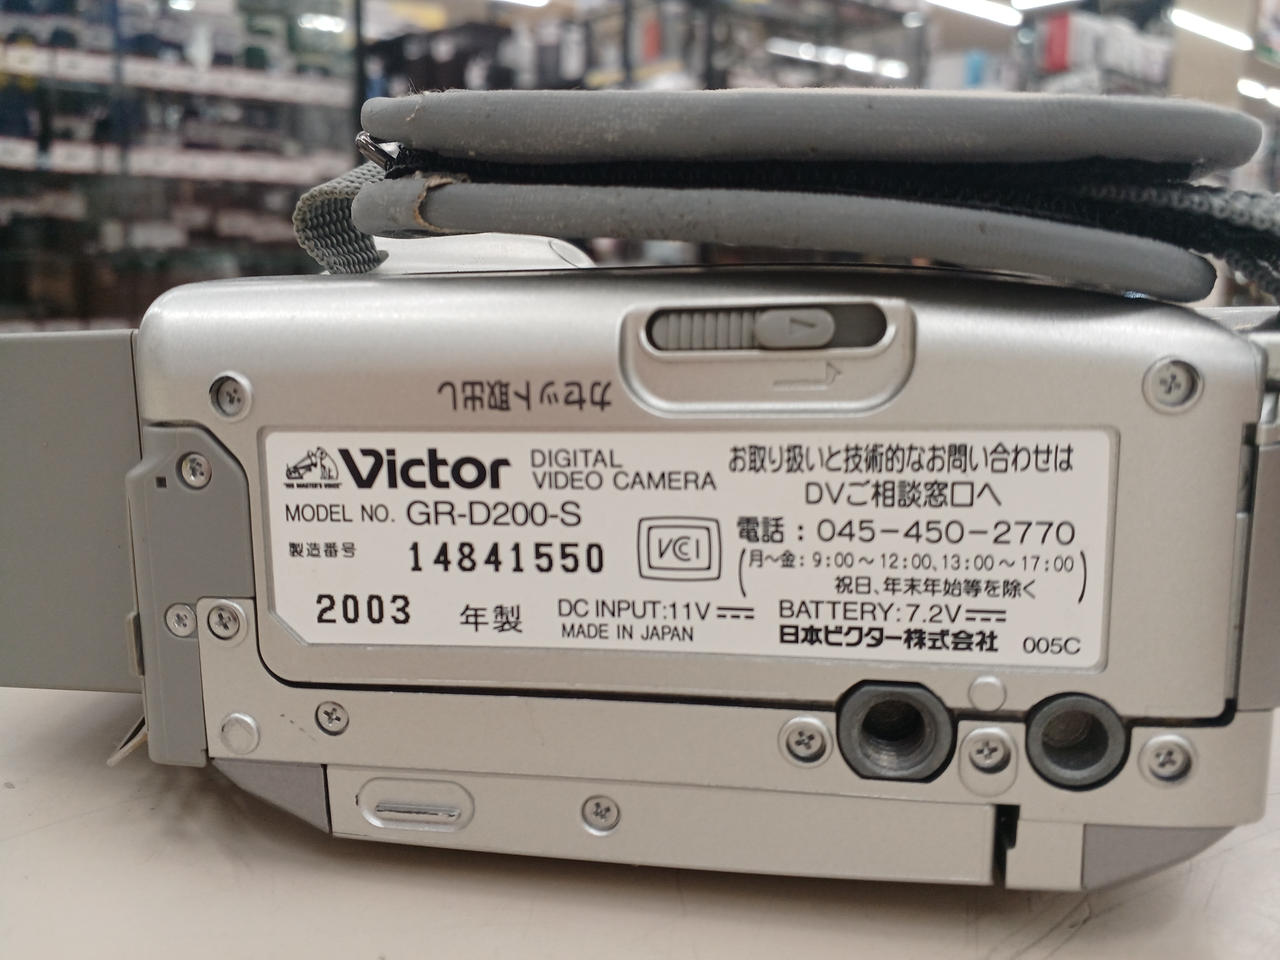 カセット取出し
"HIS MASTER'S VOICE"
Victor
DIGITAL
VIDEO CAMERA
MODEL NO. GR-D200-S
製造番号 14841550
2003 年製
VCI
DC INPUT:11V
MADE IN JAPAN
お取り扱いと技術的なお問い合わせは
DVご相談窓口へ
電話：045-450-2770
(月～金：9:00～12:00、13:00～17:00
祝日、年末年始等を除く)
BATTERY:7.2V
日本ビクター株式会社 005C